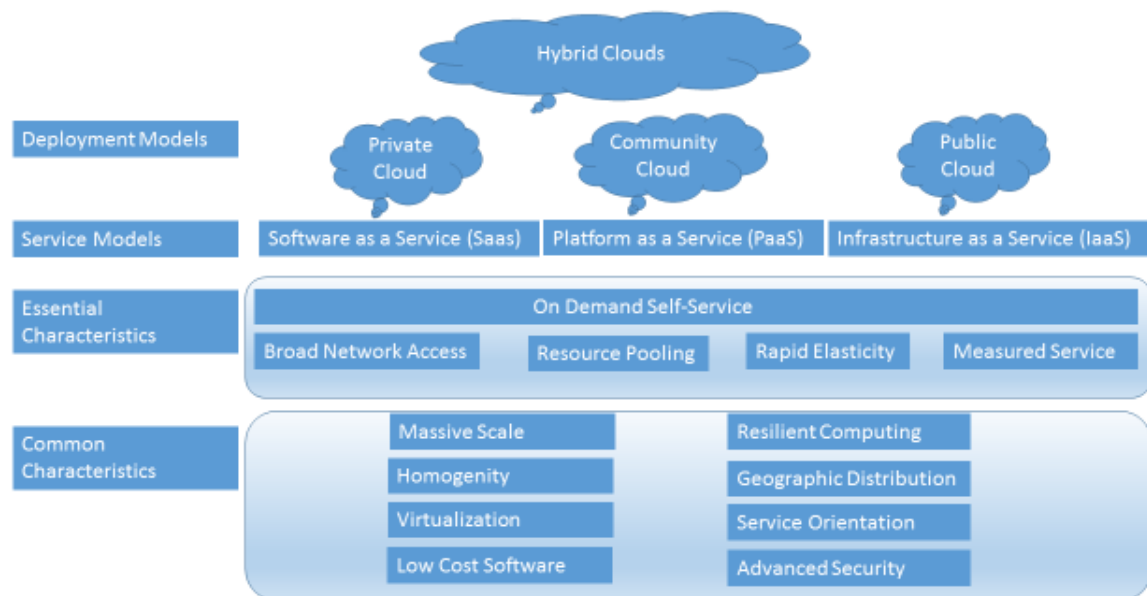 Hybrid Clouds
Deployment Models
Private
Cloud
Community
Cloud
Public
Cloud
Service Models
Software as a Service (Saas)
Platform as a Service (PaaS)
Infrastructure as a Service (IaaS)
Essential
Characteristics
On Demand Self-Service
Broad Network Access
Resource Pooling
Rapid Elasticity
Measured Service
Common
Characteristics
Massive Scale
Resilient Computing
Homogenity
Geographic Distribution
Virtualization
Service Orientation
Low Cost Software
Advanced Security